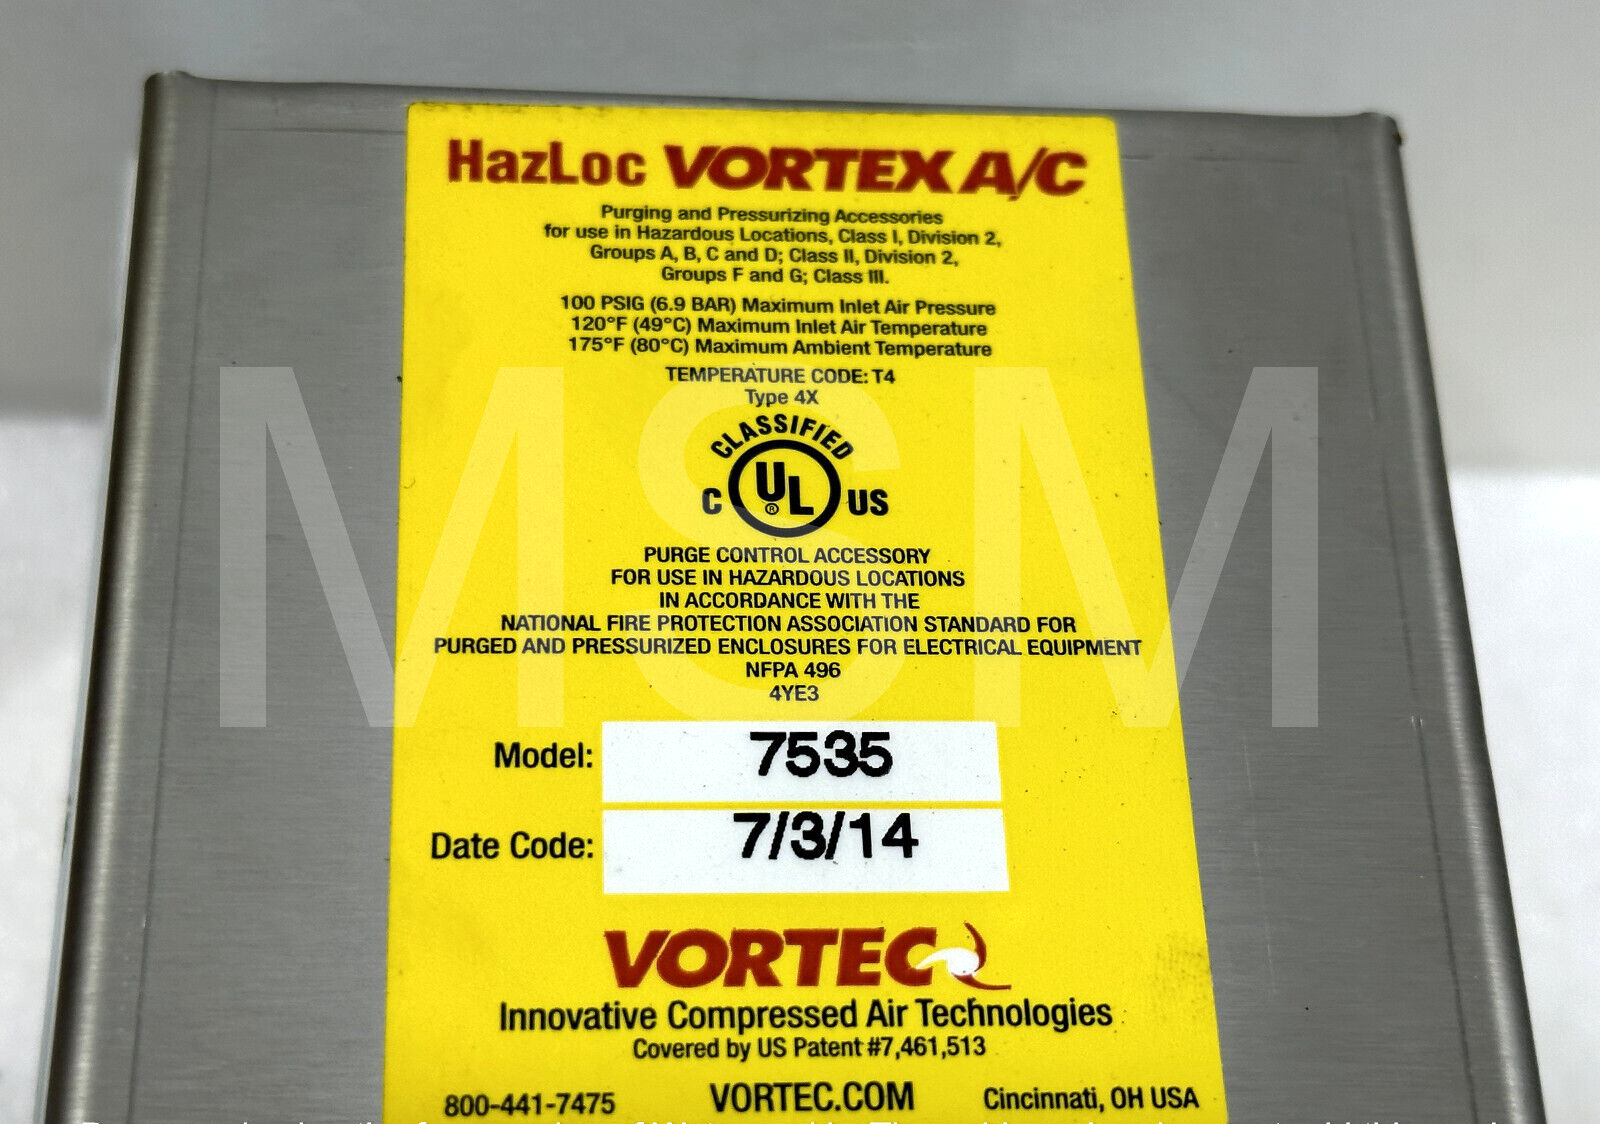 HazLoc VORTEX A/C
Purging and Pressurizing Accessories
for use in Hazardous Locations, Class I, Division 2,
Groups A, B, C and D; Class II, Division 2,
Groups F and G; Class III.
100 PSIG (6.9 BAR) Maximum Inlet Air Pressure
120°F (49°C) Maximum Inlet Air Temperature
175°F (80°C) Maximum Ambient Temperature
TEMPERATURE CODE: T4
Type 4X
CLASSIFIED
C UL® US
PURGE CONTROL ACCESSORY
FOR USE IN HAZARDOUS LOCATIONS
IN ACCORDANCE WITH THE
NATIONAL FIRE PROTECTION ASSOCIATION STANDARD FOR
PURGED AND PRESSURIZED ENCLOSURES FOR ELECTRICAL EQUIPMENT
NFPA 496
4YE3
MSM
Model: 7535
Date Code: 7/3/14
VORTEC
Innovative Compressed Air Technologies
Covered by US Patent #7,461,513
800-441-7475 VORTEC.COM Cincinnati, OH USA